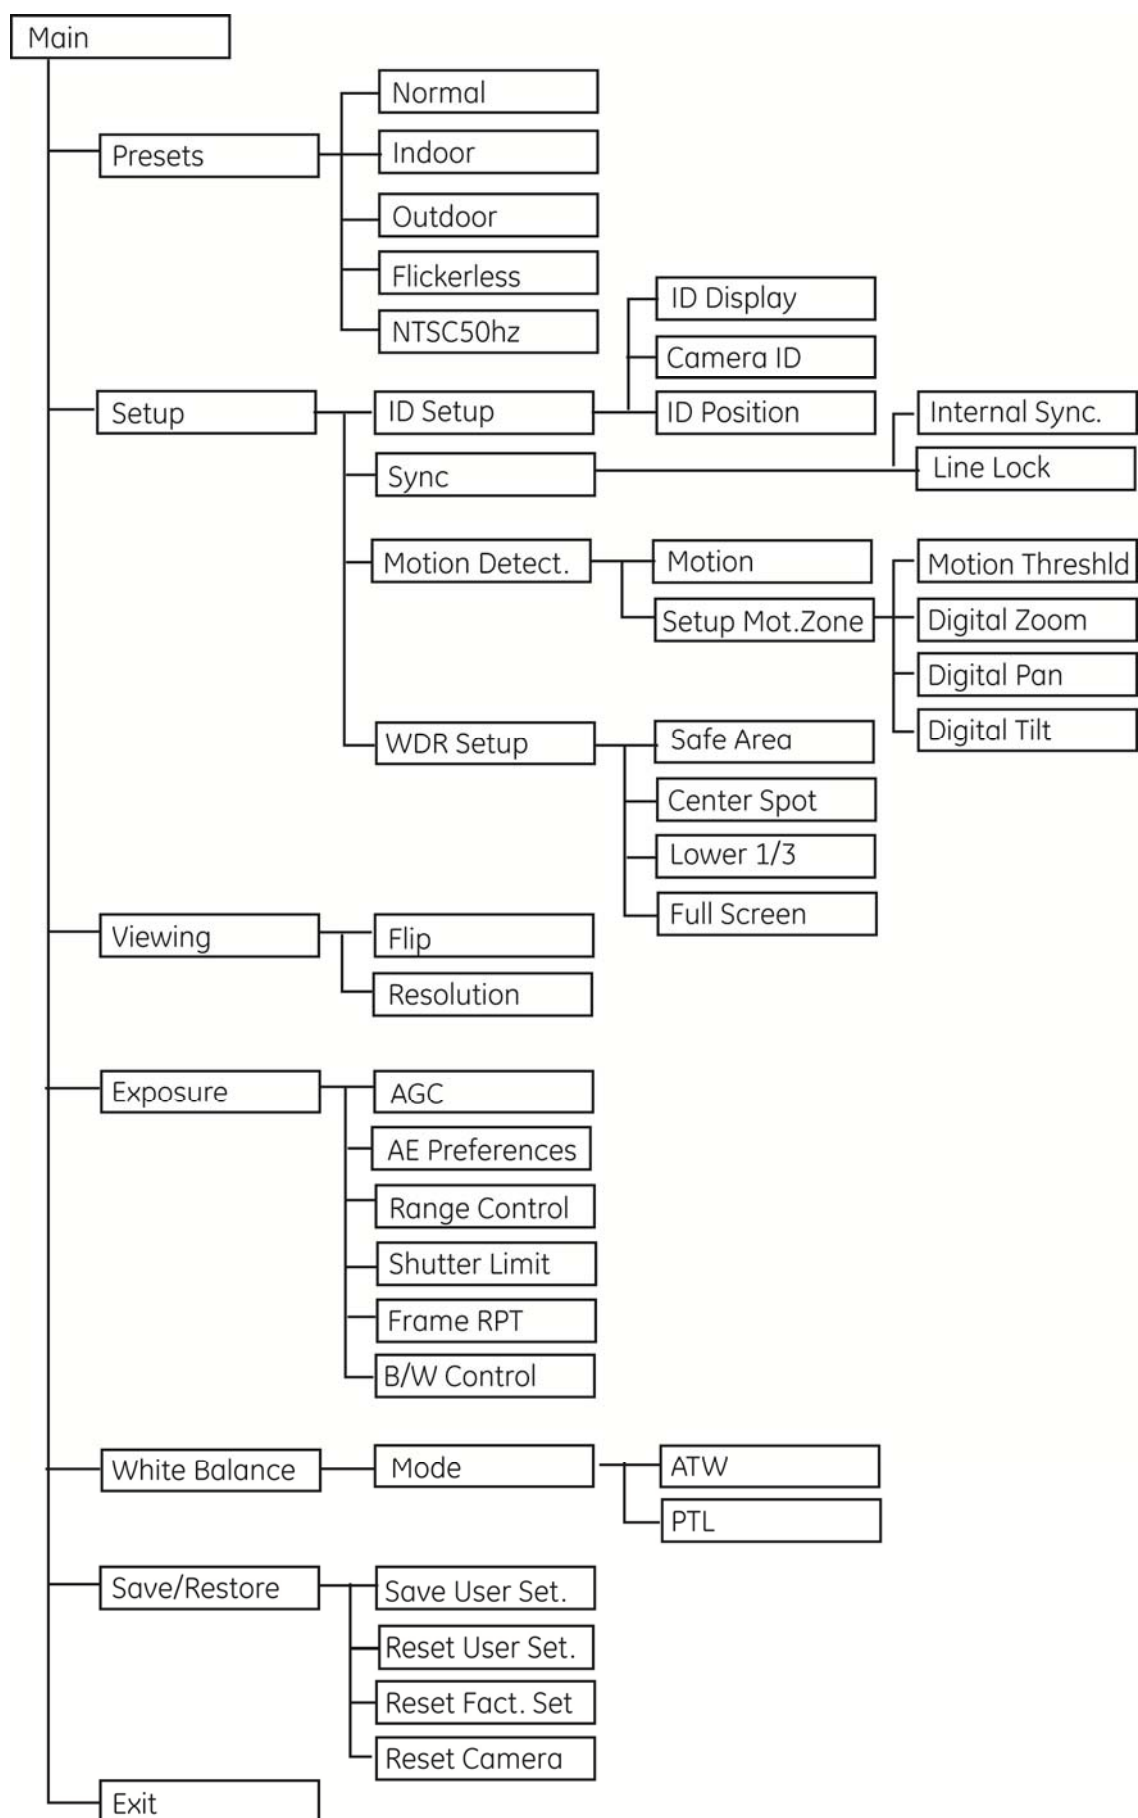 Main
Presets
Normal
Indoor
Outdoor
Flickerless
NTSC50hz
Setup
ID Setup
ID Display
Camera ID
ID Position
Sync
Internal Sync.
Line Lock
Motion Detect.
Motion
Setup Mot.Zone
Motion Threshld
Digital Zoom
Digital Pan
Digital Tilt
WDR Setup
Safe Area
Center Spot
Lower 1/3
Full Screen
Viewing
Flip
Resolution
Exposure
AGC
AE Preferences
Range Control
Shutter Limit
Frame RPT
B/W Control
White Balance
Mode
ATW
PTL
Save/Restore
Save User Set.
Reset User Set.
Reset Fact. Set
Reset Camera
Exit